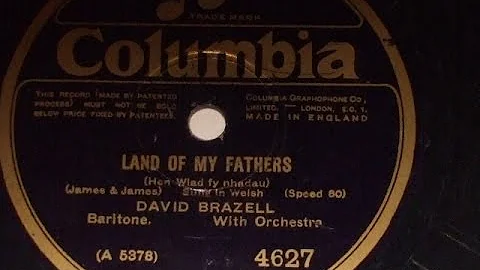 TRADE MARK
Columbia
THIS RECORD (MADE BY PATENTED
PROCESS) MUST NOT BE SOLD
BELOW PRICE FIXED BY PATENTEES.
COLUMBIA GRAPHOPHONE CO.,
LIMITED. — LONDON, E.C. 1.
MADE IN ENGLAND
LAND OF MY FATHERS
(Hen Wlad fy nhadau)
(James & James) Sung in Welsh (Speed 80)
DAVID BRAZELL
Baritone. With Orchestra
(A 5378) 4627